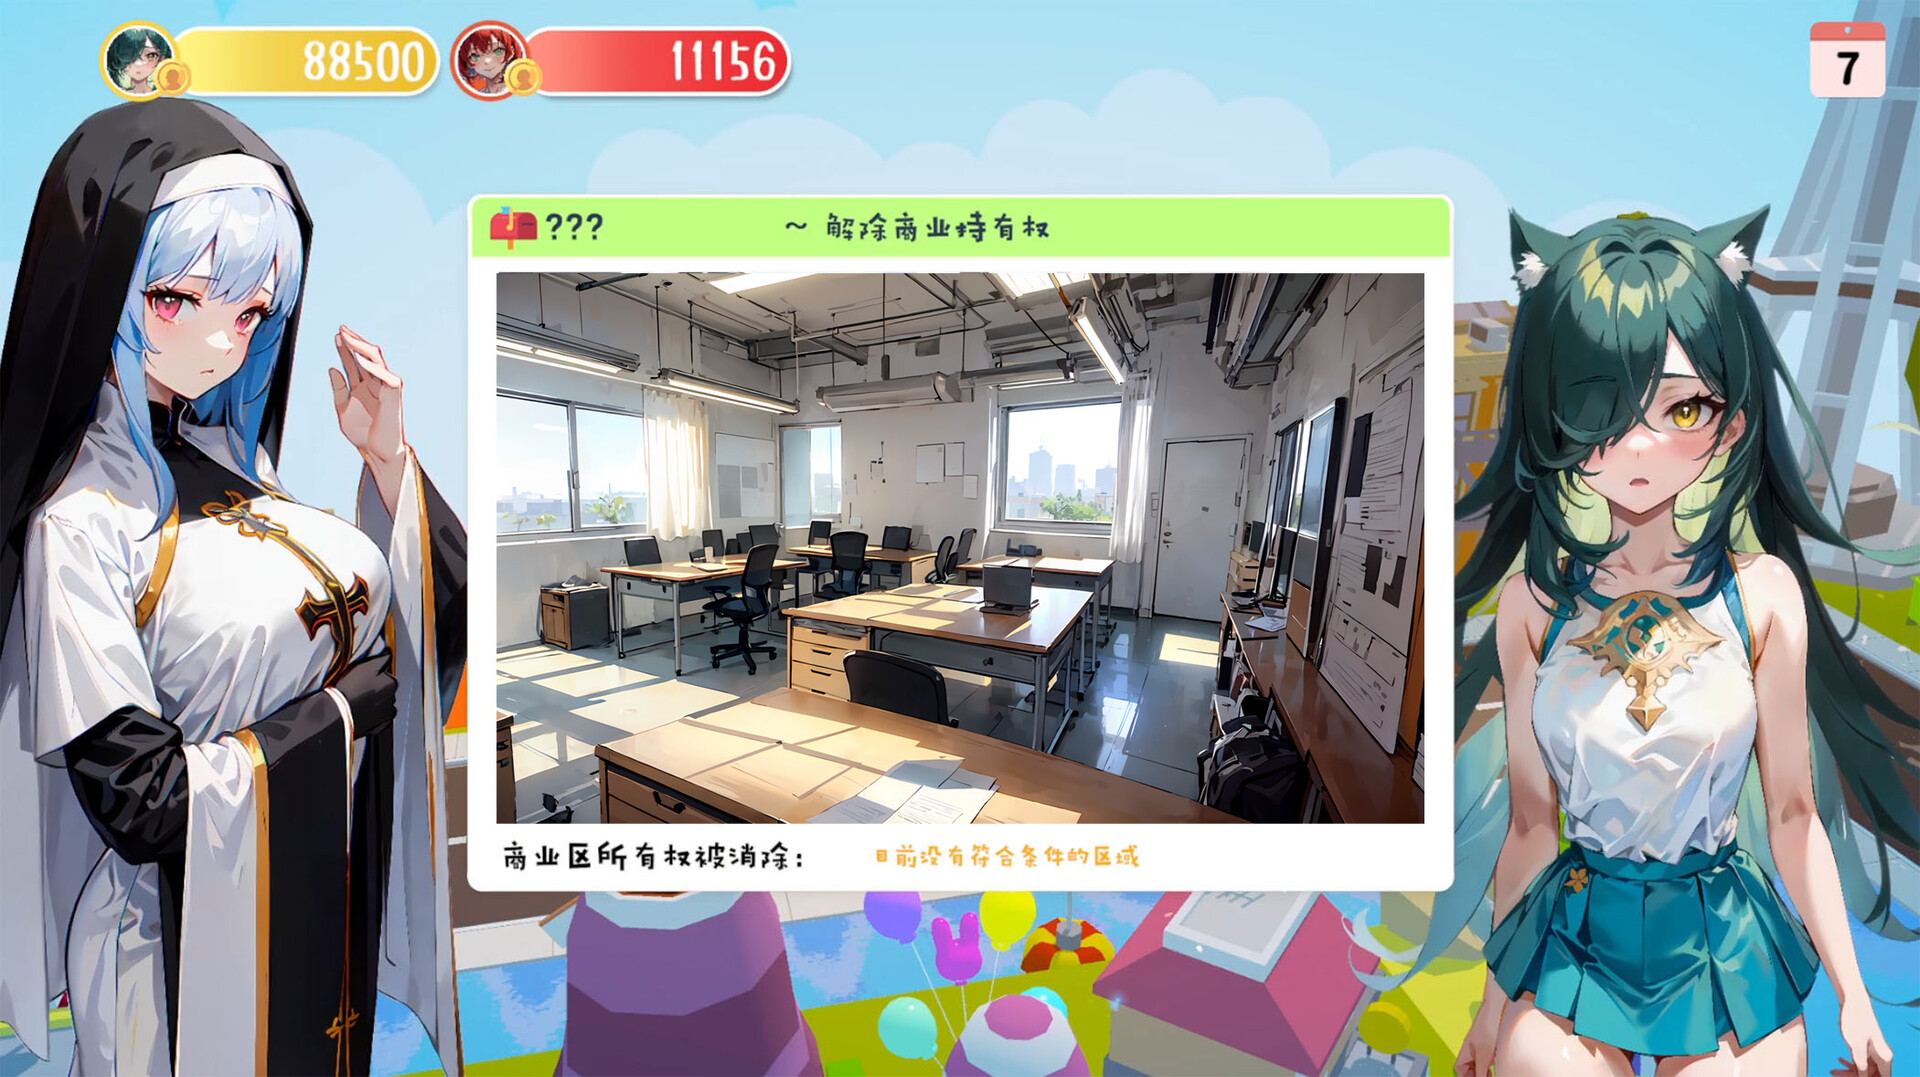 88500
11156
7
???
~ 解除商业持有权
商业区所有权被消除:
目前没有符合条件的区域